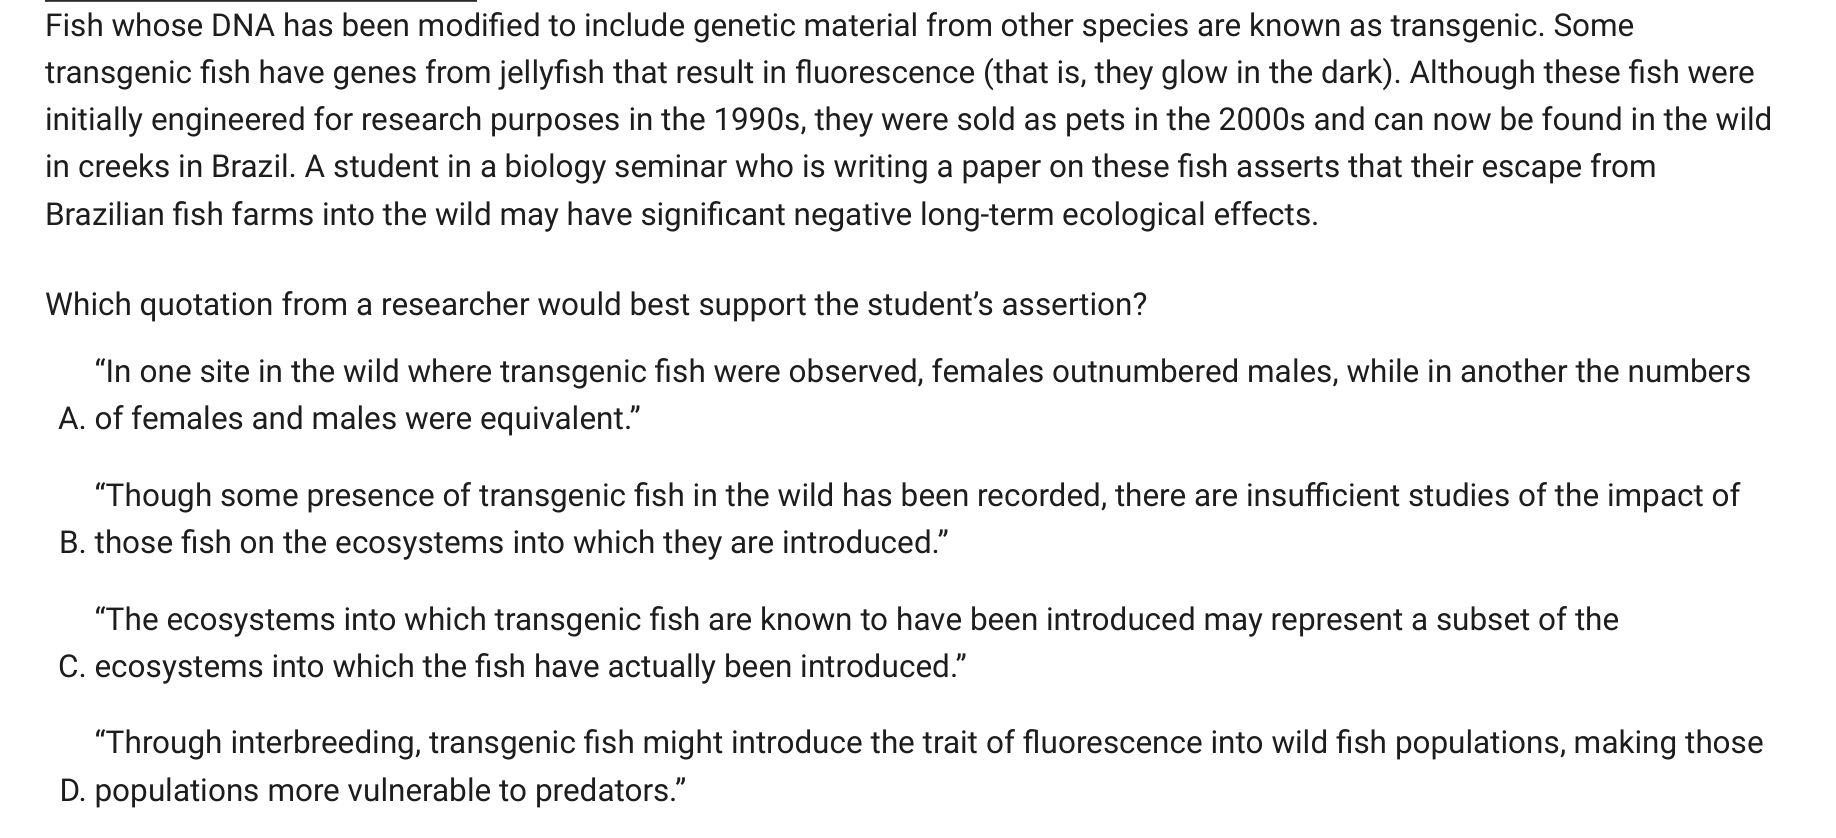 Fish whose DNA has been modified to include genetic material from other species are known as transgenic. Some
transgenic fish have genes from jellyfish that result in fluorescence (that is, they glow in the dark). Although these fish were
initially engineered for research purposes in the 1990s, they were sold as pets in the 2000s and can now be found in the wild
in creeks in Brazil. A student in a biology seminar who is writing a paper on these fish asserts that their escape from
Brazilian fish farms into the wild may have significant negative long-term ecological effects.
Which quotation from a researcher would best support the student’s assertion?
“In one site in the wild where transgenic fish were observed, females outnumbered males, while in another the numbers
A. of females and males were equivalent.”
“Though some presence of transgenic fish in the wild has been recorded, there are insufficient studies of the impact of
B. those fish on the ecosystems into which they are introduced.”
“The ecosystems into which transgenic fish are known to have been introduced may represent a subset of the
C. ecosystems into which the fish have actually been introduced.”
“Through interbreeding, transgenic fish might introduce the trait of fluorescence into wild fish populations, making those
D. populations more vulnerable to predators.”